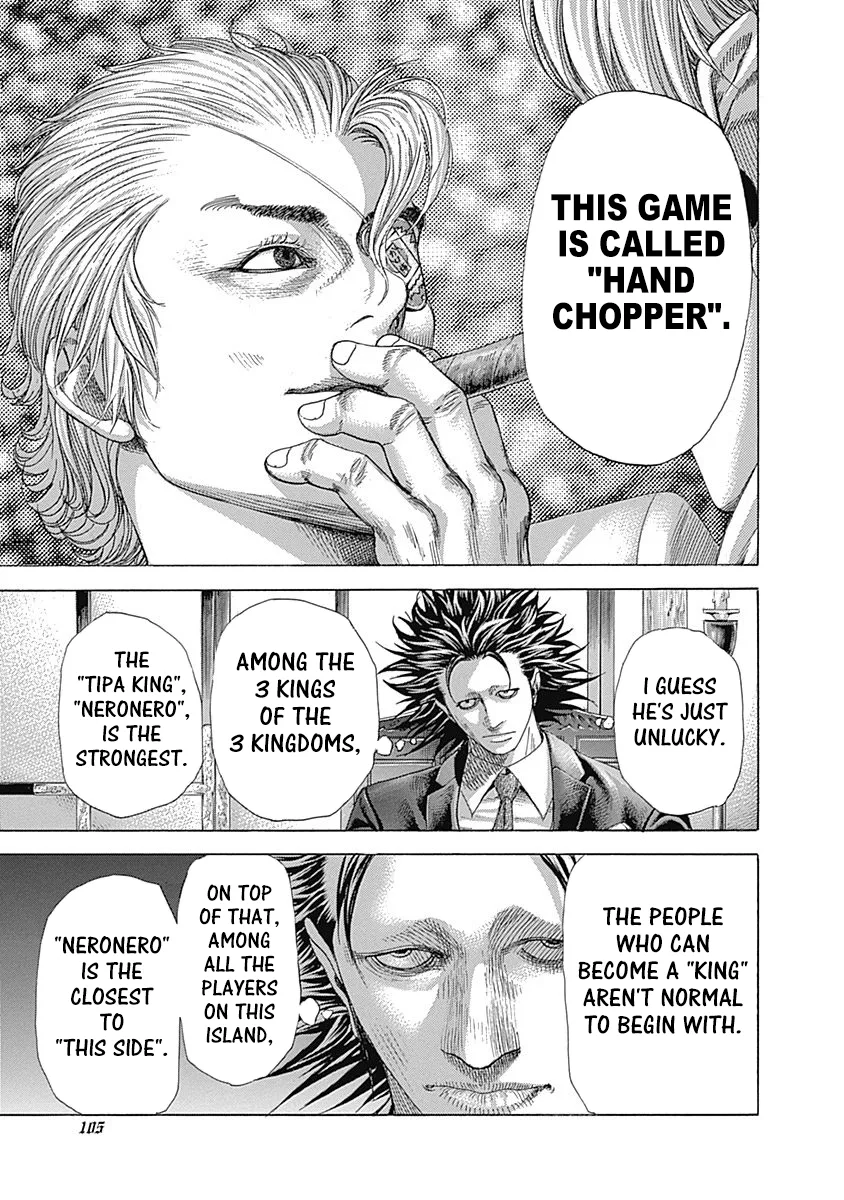 THIS GAME
IS CALLED
"HAND
CHOPPER".
I GUESS
HE'S JUST
UNLUCKY.
AMONG THE
3 KINGS
OF THE
3 KINGDOMS,
THE
"TIPA KING",
"NERONERO",
IS THE
STRONGEST.
THE PEOPLE
WHO CAN
BECOME A "KING"
AREN'T NORMAL
TO BEGIN WITH.
ON TOP
OF THAT,
AMONG
ALL THE
PLAYERS
ON THIS
ISLAND,
"NERONERO"
IS THE
CLOSEST
TO
"THIS SIDE".
105